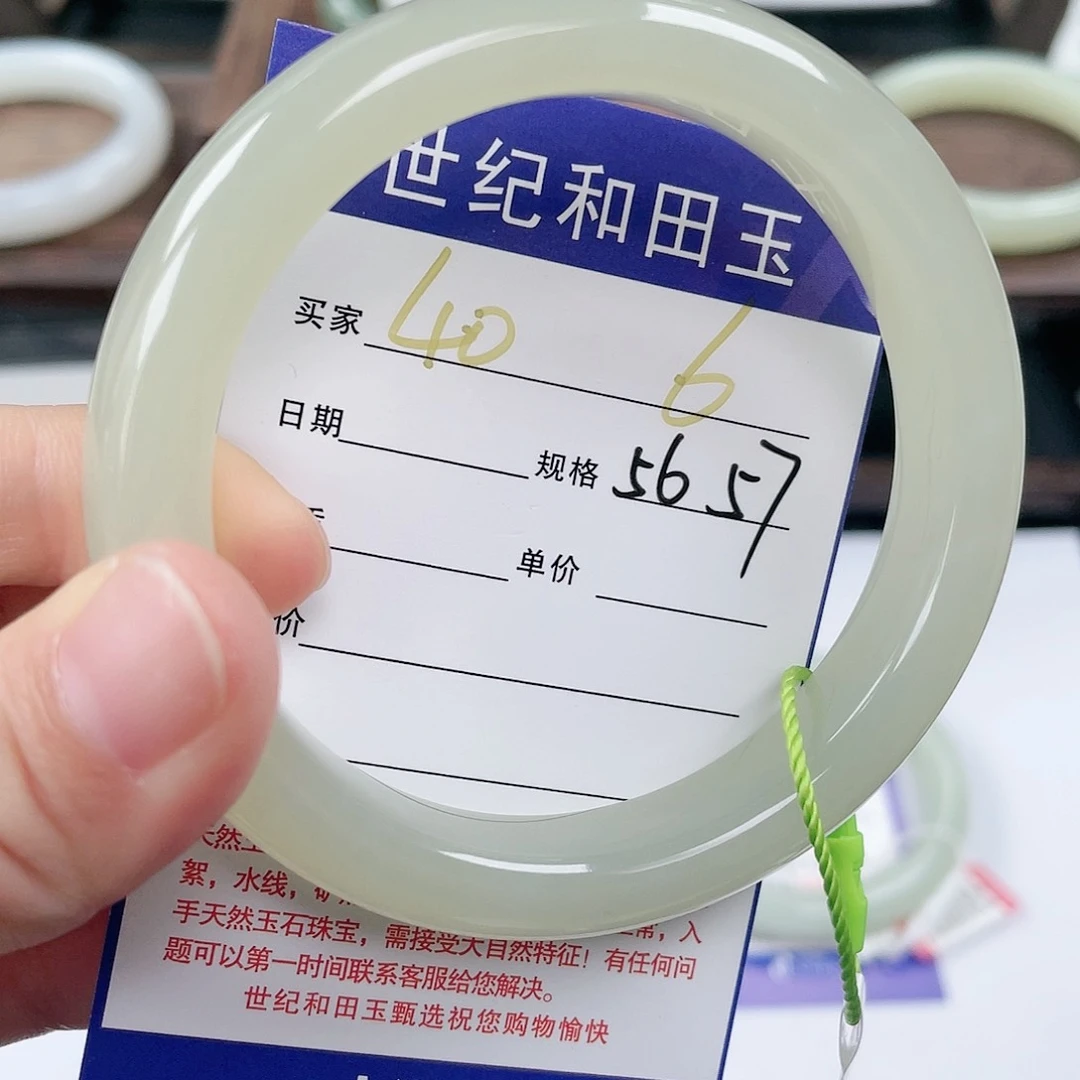 世纪和田玉
买家 40 6
日期 规格 56 57
单价
价
絮，水线，矿
手天然玉石珠宝，需接受大自然特征！有任何问
题可以第一时间联系客服给您解决。
世纪和田玉甄选祝您购物愉快